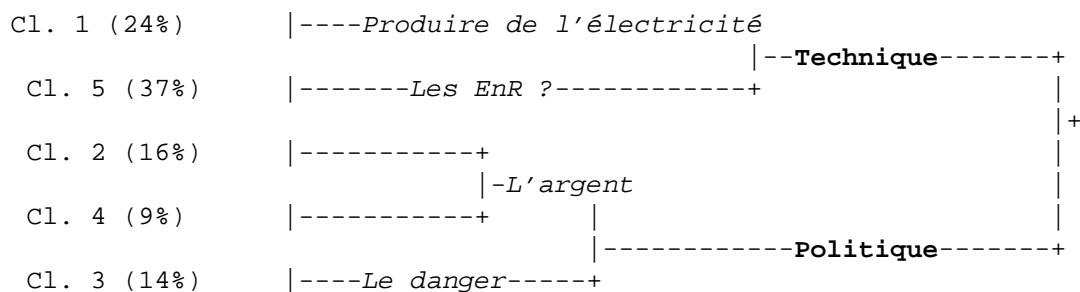 Cl. 1 (24%) |----Produire de l'électricité
|--Technique-------+
Cl. 5 (37%) |-------Les EnR ?------------+ |
|+
Cl. 2 (16%) |-----------+ |
|-L'argent |
Cl. 4 (9%) |-----------+ | |
|------------Politique-------+
Cl. 3 (14%) |----Le danger-----+